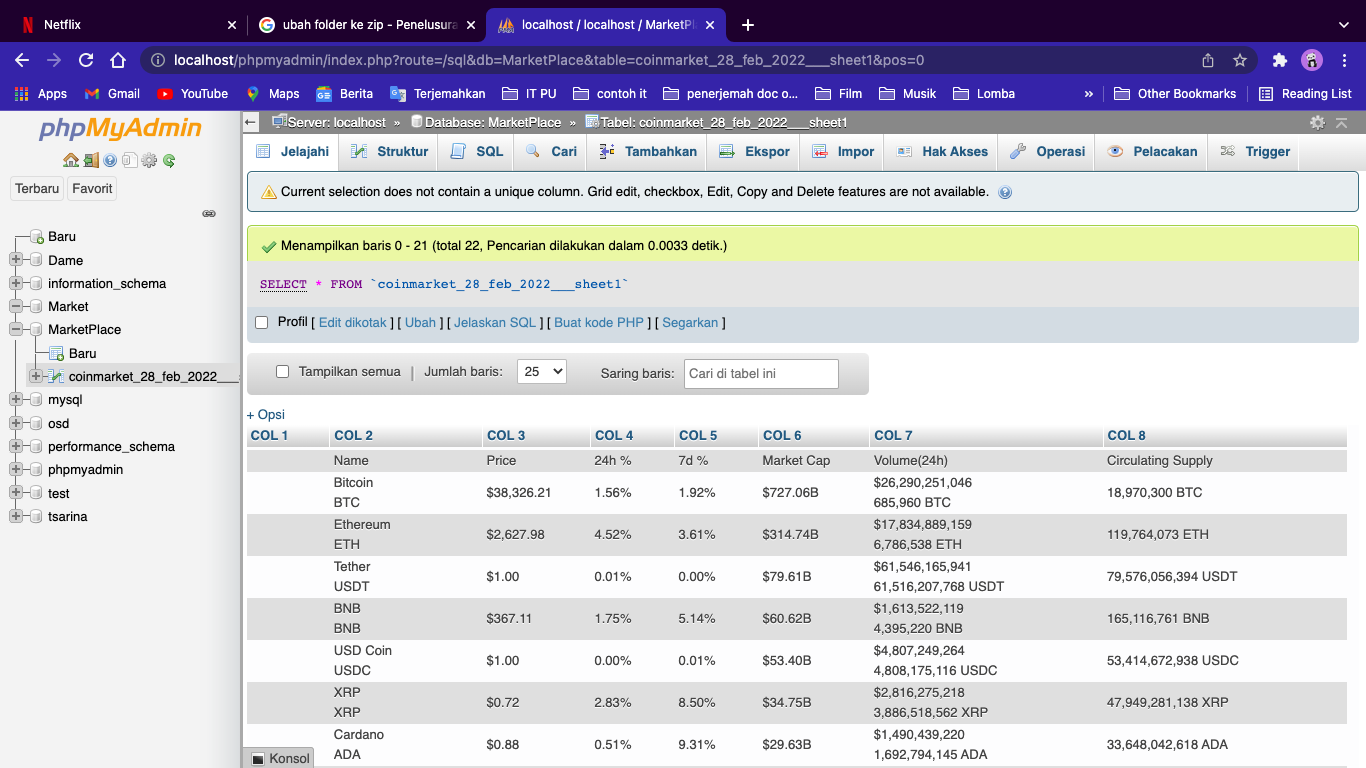 Netflix
ubah folder ke zip - Penelusura
localhost / localhost / MarketPl
localhost/phpmyadmin/index.php?route=/sql&db=MarketPlace&table=coinmarket_28_feb_2022___sheet1&pos=0
Apps Gmail YouTube Maps Berita Terjemahkan IT PU contoh it penerjemah doc o... Film Musik Lomba » Other Bookmarks Reading List
phpMyAdmin
Terbaru Favorit
Baru
Dame
information_schema
Market
MarketPlace
Baru
coinmarket_28_feb_2022___
mysql
osd
performance_schema
phpmyadmin
test
tsarina
Server: localhost » Database: MarketPlace » Tabel: coinmarket_28_feb_2022___sheet1
Jelajahi Struktur SQL Cari Tambahkan Ekspor Impor Hak Akses Operasi Pelacakan Trigger
Current selection does not contain a unique column. Grid edit, checkbox, Edit, Copy and Delete features are not available.
Menampilkan baris 0 - 21 (total 22, Pencarian dilakukan dalam 0.0033 detik.)
SELECT * FROM `coinmarket_28_feb_2022___sheet1`
Profil [ Edit dikotak ] [ Ubah ] [ Jelaskan SQL ] [ Buat kode PHP ] [ Segarkan ]
Tampilkan semua | Jumlah baris: 25 Saring baris: Cari di tabel ini
+ Opsi
COL 1 COL 2 COL 3 COL 4 COL 5 COL 6 COL 7 COL 8
Name Price 24h % 7d % Market Cap Volume(24h) Circulating Supply
Bitcoin
BTC $38,326.21 1.56% 1.92% $727.06B $26,290,251,046
685,960 BTC 18,970,300 BTC
Ethereum
ETH $2,627.98 4.52% 3.61% $314.74B $17,834,889,159
6,786,538 ETH 119,764,073 ETH
Tether
USDT $1.00 0.01% 0.00% $79.61B $61,546,165,941
61,516,207,768 USDT 79,576,056,394 USDT
BNB
BNB $367.11 1.75% 5.14% $60.62B $1,613,522,119
4,395,220 BNB 165,116,761 BNB
USD Coin
USDC $1.00 0.00% 0.01% $53.40B $4,807,249,264
4,808,175,116 USDC 53,414,672,938 USDC
XRP
XRP $0.72 2.83% 8.50% $34.75B $2,816,275,218
3,886,518,562 XRP 47,949,281,138 XRP
Cardano
ADA $0.88 0.51% 9.31% $29.63B $1,490,439,220
1,692,794,145 ADA 33,648,042,618 ADA
Konsol